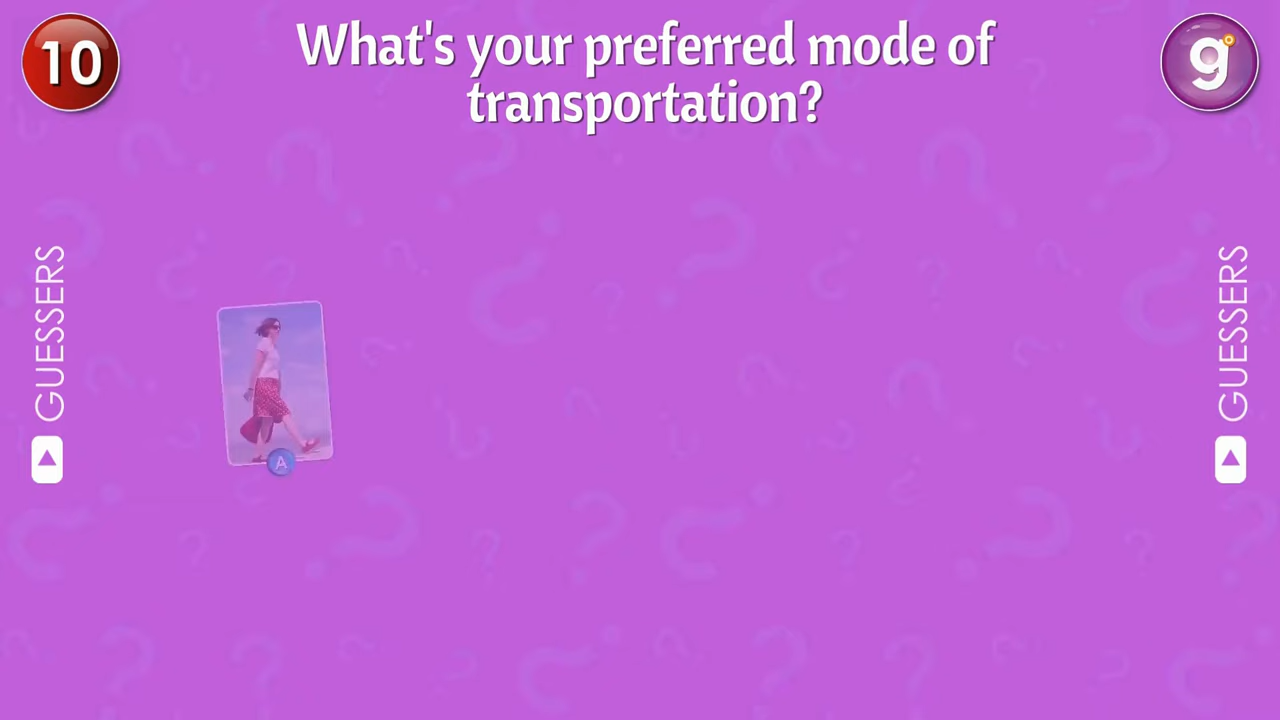 10
What's your preferred mode of
transportation?
g
GUESSERS
GUESSERS
A